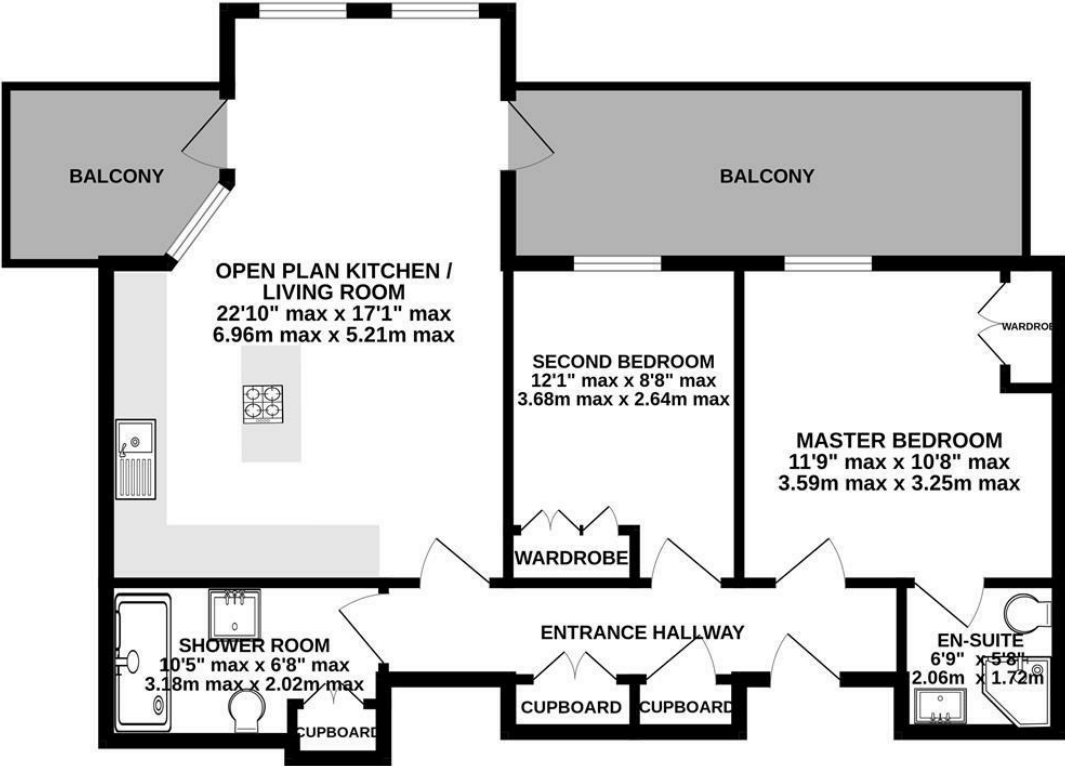 BALCONY
BALCONY
OPEN PLAN KITCHEN /
LIVING ROOM
22'10" max x 17'1" max
6.96m max x 5.21m max
WARDROBE
SECOND BEDROOM
12'1" max x 8'8" max
3.68m max x 2.64m max
MASTER BEDROOM
11'9" max x 10'8" max
3.59m max x 3.25m max
WARDROBE
ENTRANCE HALLWAY
SHOWER ROOM
10'5" max x 6'8" max
3.18m max x 2.02m max
EN-SUITE
6'9" x 5'8"
2.06m x 1.72m
CUPBOARD
CUPBOARD
CUPBOARD